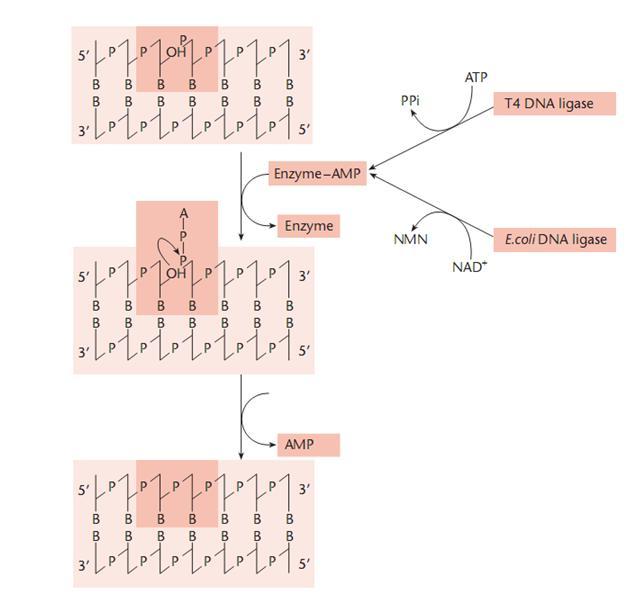 P
5′ P P OH P P P 3′
B B B B B B B
B B B B B B B
3′ P P P P P P 5′
ATP
PPi
T4 DNA ligase
Enzyme–AMP
Enzyme
NMN
E.coli DNA ligase
NAD+
A
P
P
5′ P P OH P P P 3′
B B B B B B B
B B B B B B B
3′ P P P P P P 5′
AMP
5′ P P P P P P 3′
B B B B B B B
B B B B B B B
3′ P P P P P P 5′